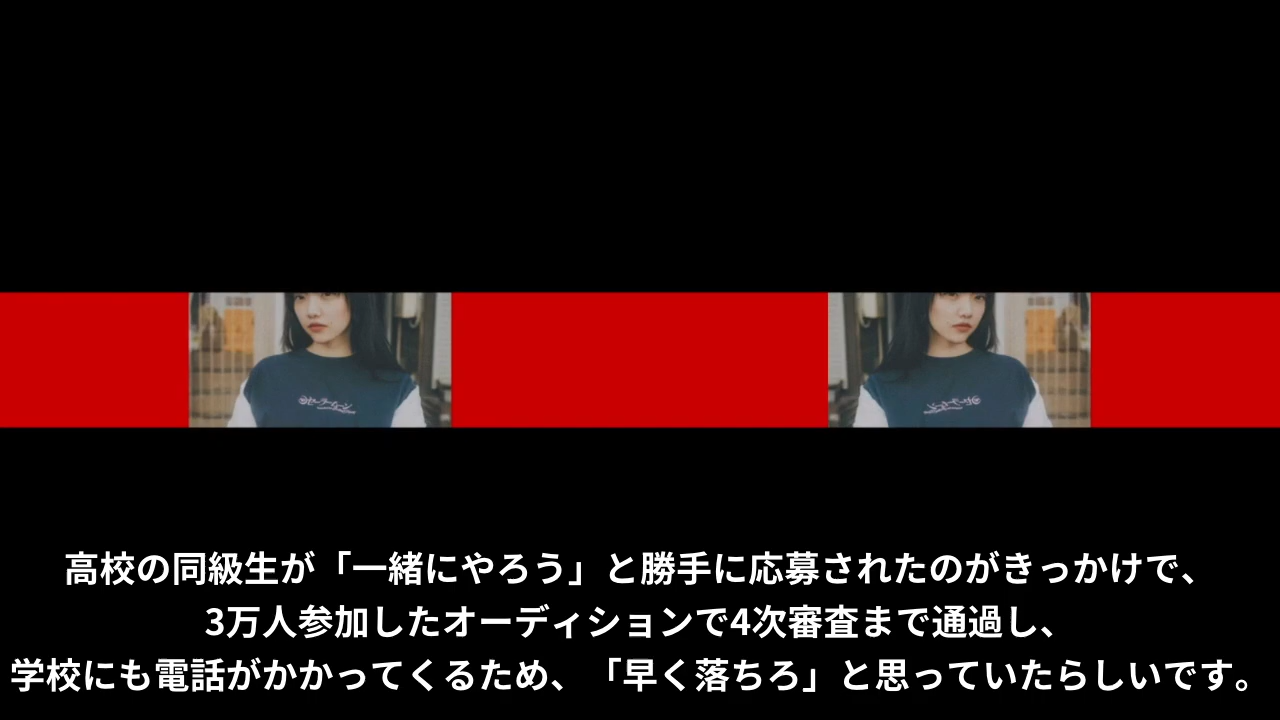 高校の同級生が「一緒にやろう」と勝手に応募されたのがきっかけで、
3万人参加したオーディションで4次審査まで通過し、
学校にも電話がかかってくるため、「早く落ちろ」と思っていたらしいです。